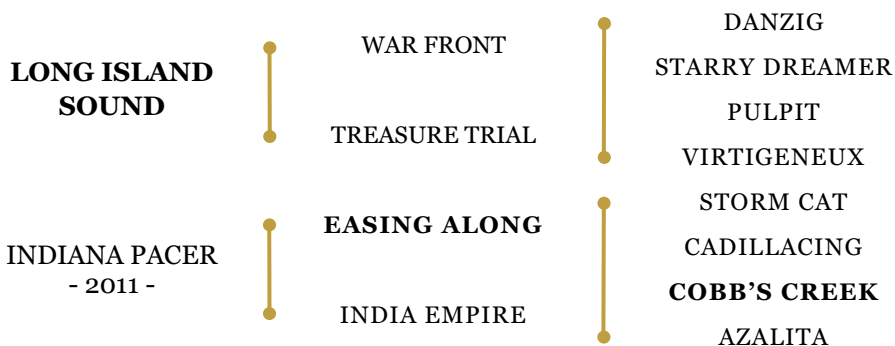 LONG ISLAND
SOUND
WAR FRONT
TREASURE TRIAL
DANZIG
STARRY DREAMER
PULPIT
VIRTIGENEUX
INDIANA PACER
- 2011 -
EASING ALONG
INDIA EMPIRE
STORM CAT
CADILLACING
COBB'S CREEK
AZALITA